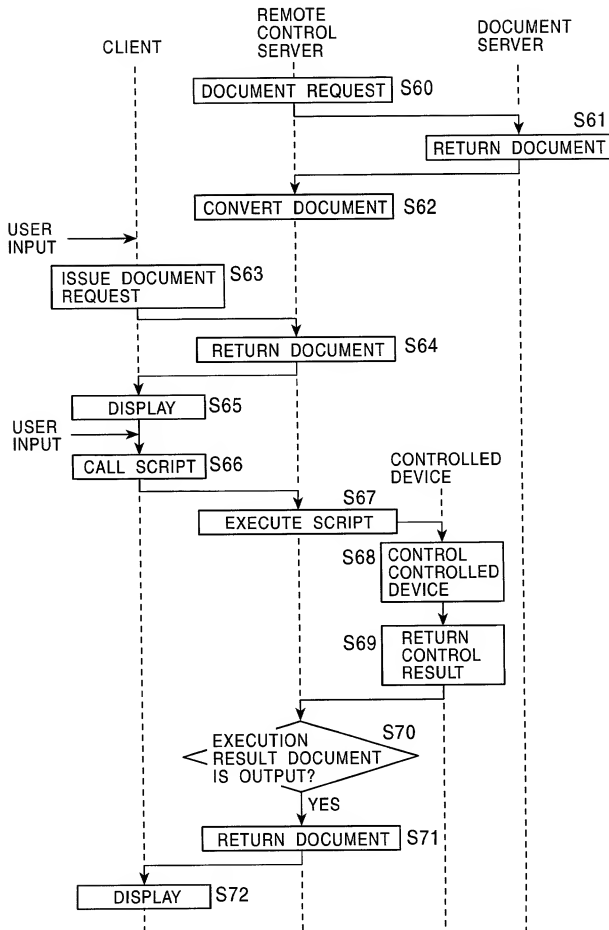 CLIENT
REMOTE
CONTROL
SERVER
DOCUMENT
SERVER
DOCUMENT REQUEST
S60
S61
RETURN DOCUMENT
CONVERT DOCUMENT
S62
USER
INPUT
ISSUE DOCUMENT
REQUEST
S63
RETURN DOCUMENT
S64
DISPLAY
S65
USER
INPUT
CALL SCRIPT
S66
CONTROLLED
DEVICE
S67
EXECUTE SCRIPT
S68
CONTROL
CONTROLLED
DEVICE
S69
RETURN
CONTROL
RESULT
S70
EXECUTION
RESULT DOCUMENT
IS OUTPUT?
YES
RETURN DOCUMENT
S71
DISPLAY
S72